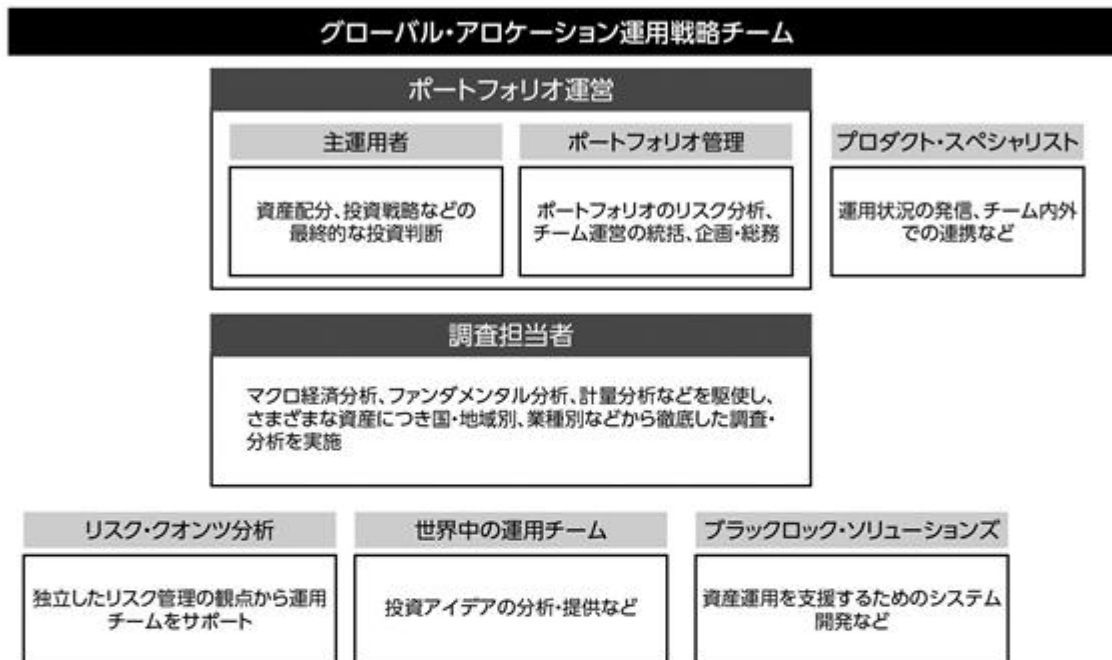 グローバル・アロケーション運用戦略チーム
ポートフォリオ運営
主運用者
資産配分、投資戦略などの
最終的な投資判断
ポートフォリオ管理
ポートフォリオのリスク分析、
チーム運営の統括、企画・総務
プロダクト・スペシャリスト
運用状況の発信、チーム内外
での連携など
調査担当者
マクロ経済分析、ファンダメンタル分析、計量分析などを駆使し、
さまざまな資産につき国・地域別、業種別などから徹底した調査・
分析を実施
リスク・クオンツ分析
独立したリスク管理の観点から運用
チームをサポート
世界中の運用チーム
投資アイデアの分析・提供など
ブラックロック・ソリューションズ
資産運用を支援するためのシステム
開発など